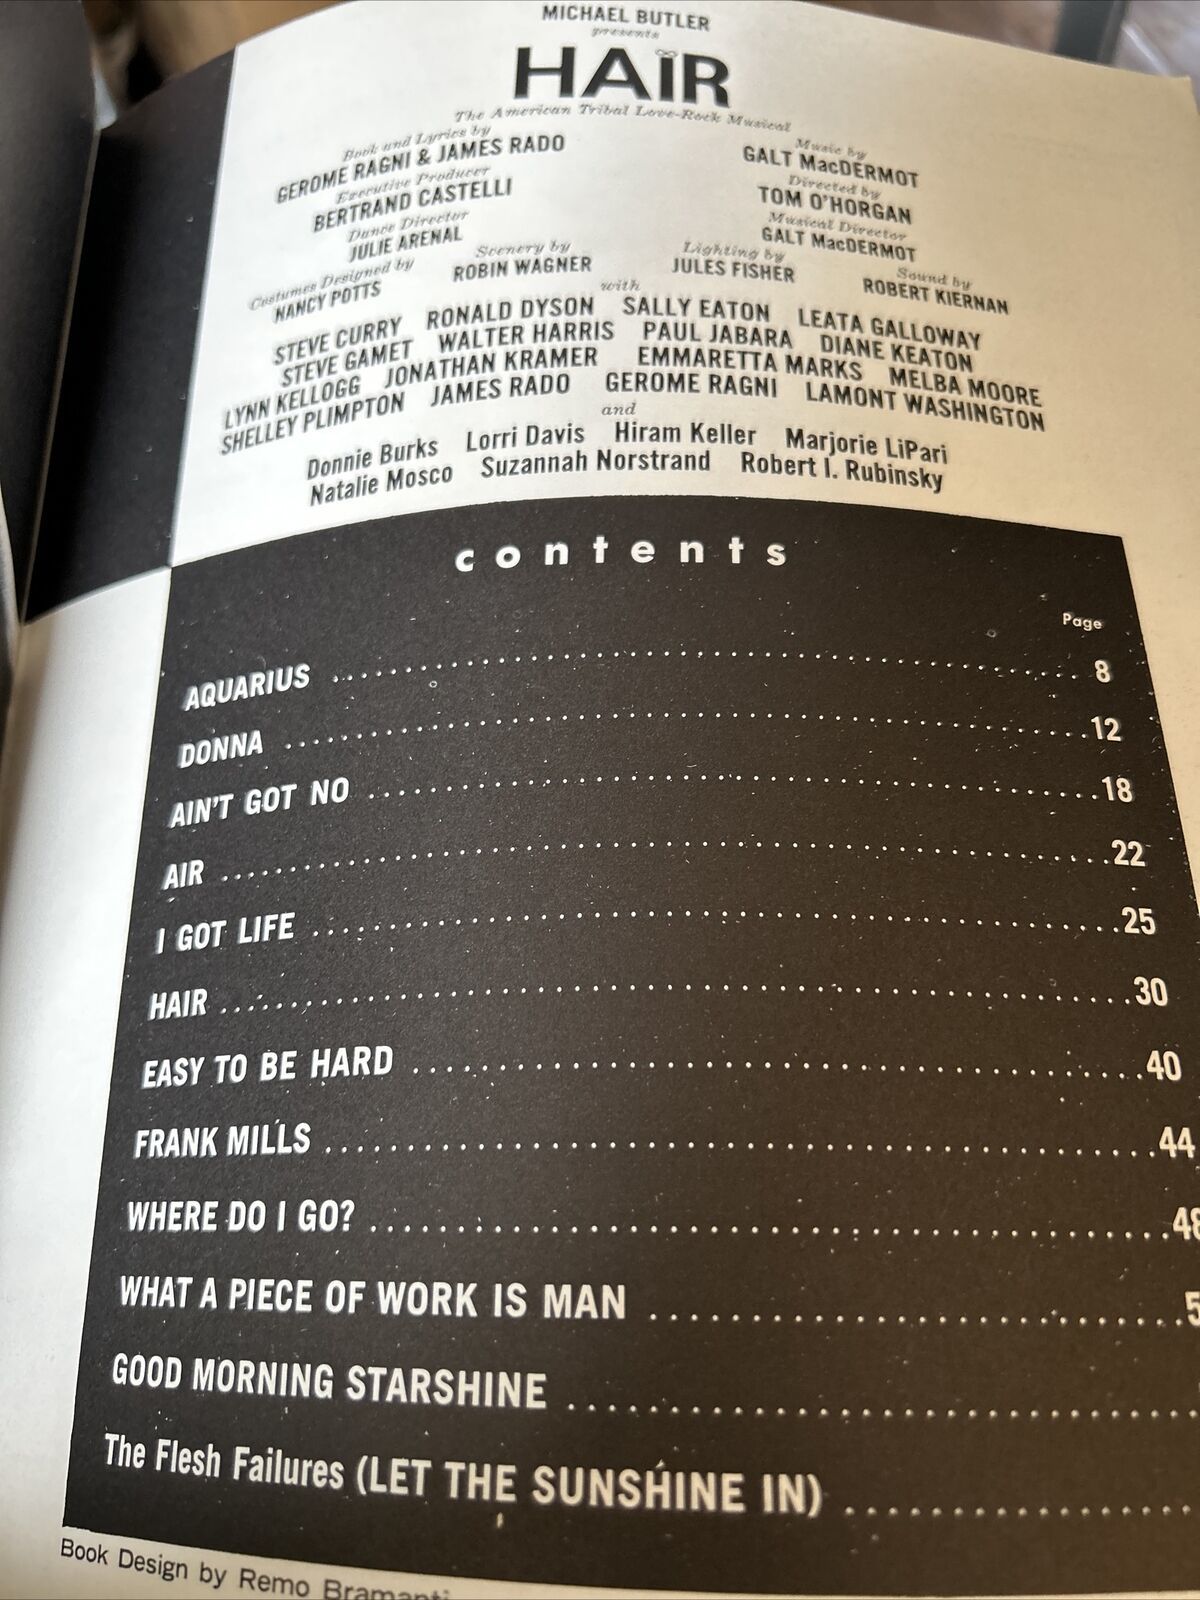 MICHAEL BUTLER
presents
HAIR
The American Tribal Love-Rock Musical
Book and Lyrics by
GEROME RAGNI & JAMES RADO
Music by
GALT MacDERMOT
Executive Producer
BERTRAND CASTELLI
Directed by
TOM O'HORGAN
Dance Director
JULIE ARENAL
Musical Director
GALT MacDERMOT
Costumes Designed by
NANCY POTTS
Scenery by
ROBIN WAGNER
Lighting by
JULES FISHER
Sound by
ROBERT KIERNAN
with
STEVE CURRY RONALD DYSON SALLY EATON LEATA GALLOWAY
STEVE GAMET WALTER HARRIS PAUL JABARA DIANE KEATON
LYNN KELLOGG JONATHAN KRAMER EMMARETTA MARKS MELBA MOORE
SHELLEY PLIMPTON JAMES RADO GEROME RAGNI LAMONT WASHINGTON
and
Donnie Burks Lorri Davis Hiram Keller Marjorie LiPari
Natalie Mosco Suzannah Norstrand Robert I. Rubinsky
contents
Page
AQUARIUS 8
DONNA 12
AIN'T GOT NO 18
AIR 22
I GOT LIFE 25
HAIR 30
EASY TO BE HARD 40
FRANK MILLS 44
WHERE DO I GO? 48
WHAT A PIECE OF WORK IS MAN
GOOD MORNING STARSHINE
The Flesh Failures (LET THE SUNSHINE IN)
Book Design by Remo